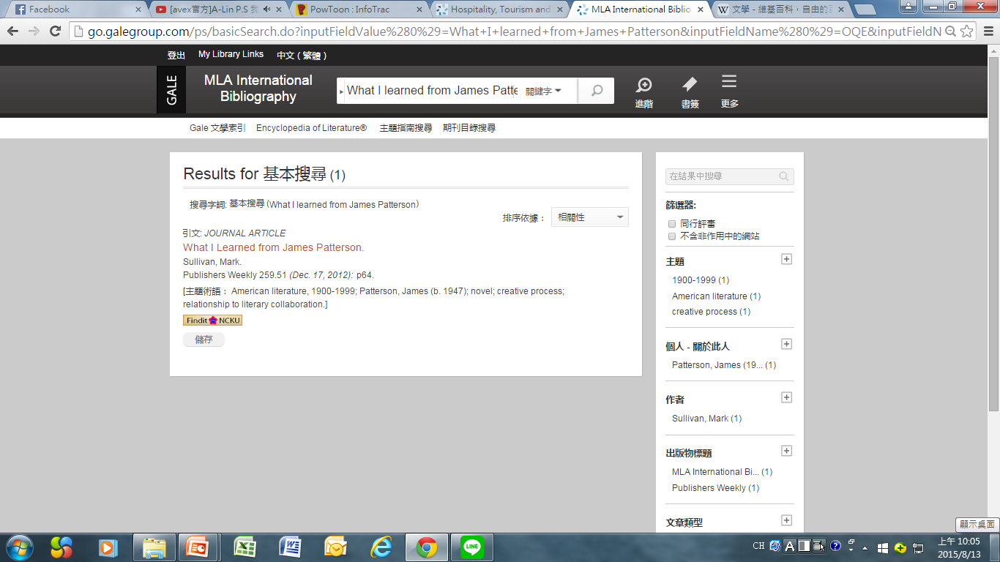 Facebook
[avex官方]A-Lin P.S 我
PowToon : InfoTrac
Hospitality, Tourism and
MLA International Biblio
文學 - 維基百科，自由的百
go.galegroup.com/ps/basicSearch.do?inputFieldValue%280%29=What+I+learned+from+James+Patterson&inputFieldName%280%29=OQE&inputFieldN
登出 My Library Links 中文 ( 繁體 )
GALE
MLA International
Bibliography
What I learned from James Patte 關鍵字
進階 書簽 更多
Gale 文學索引 Encyclopedia of Literature® 主題指南搜尋 期刊目錄搜尋
Results for 基本搜尋 (1)
搜尋字詞: 基本搜尋 (What I learned from James Patterson)
排序依據： 相關性
引文: JOURNAL ARTICLE
What I Learned from James Patterson.
Sullivan, Mark.
Publishers Weekly 259.51 (Dec. 17, 2012): p64.
[主題術語： American literature, 1900-1999; Patterson, James (b. 1947); novel; creative process;
relationship to literary collaboration.]
Findit NCKU
儲存
在結果中搜尋
篩選器:
同行評審
不含非作用中的網站
主題
1900-1999 (1)
American literature (1)
creative process (1)
個人 - 關於此人
Patterson, James (19... (1)
作者
Sullivan, Mark (1)
出版物標題
MLA International Bi... (1)
Publishers Weekly (1)
文章類型
顯示桌面
LINE
CH
A
上午 10:05
2015/8/13